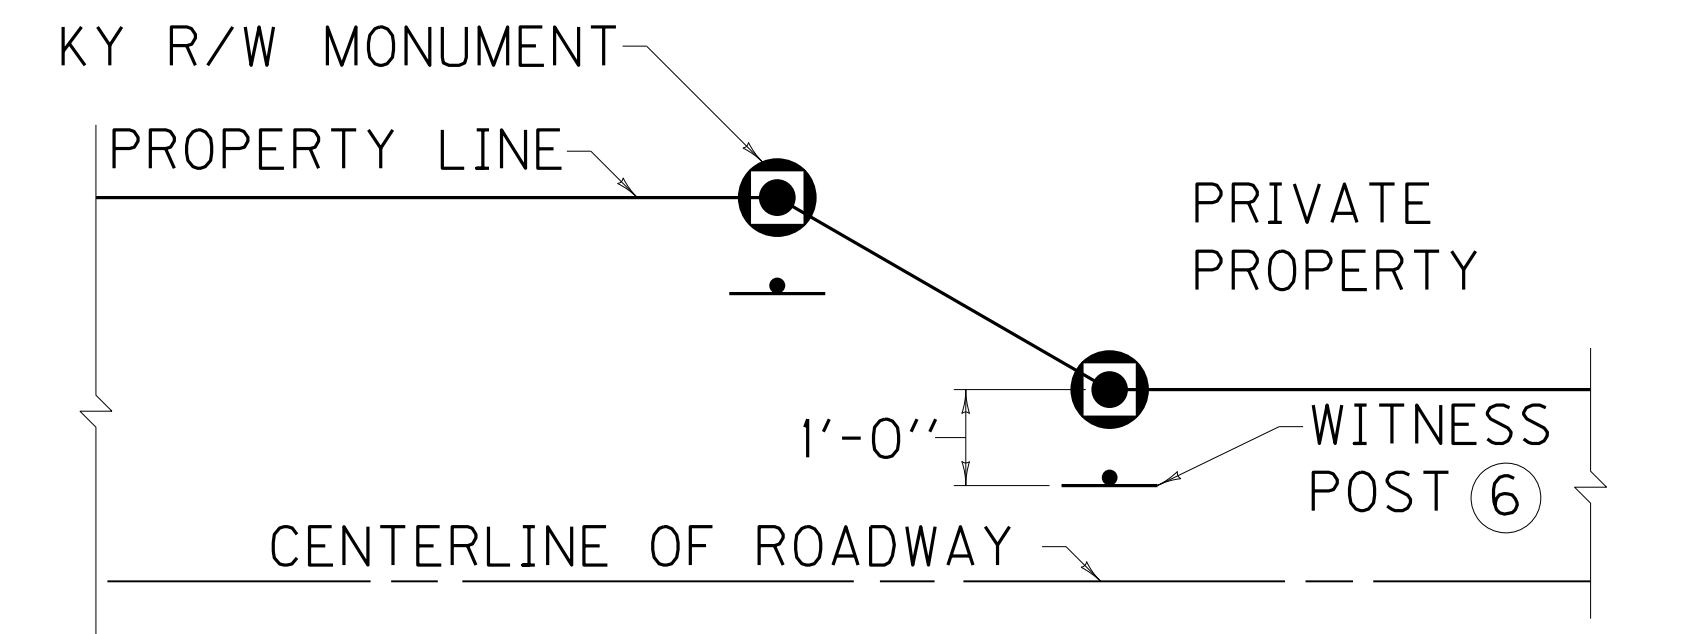 KY R/W MONUMENT
PROPERTY LINE
PRIVATE
PROPERTY
1'-0"
WITNESS
POST 6
CENTERLINE OF ROADWAY